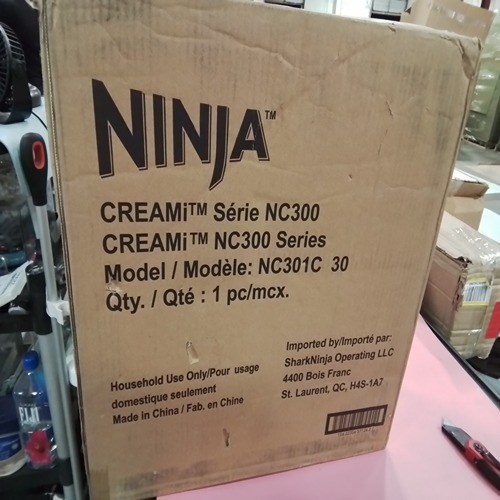 NINJA™
CREAMi™ Série NC300
CREAMi™ NC300 Series
Model / Modèle: NC301C 30
Qty. / Qté : 1 pc/mcx.
Household Use Only/Pour usage
domestique seulement
Made in China / Fab. en Chine
Imported by/Importé par:
SharkNinja Operating LLC
4400 Bois Franc
St. Laurent, QC, H4S-1A7
FIJI